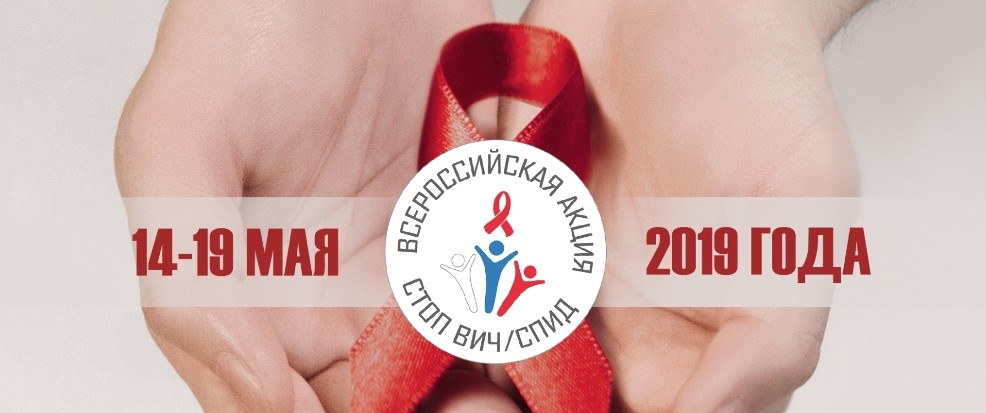 14-19 МАЯ
ВСЕРОССИЙСКАЯ АКЦИЯ
СТОП ВИЧ/СПИД
2019 ГОДА